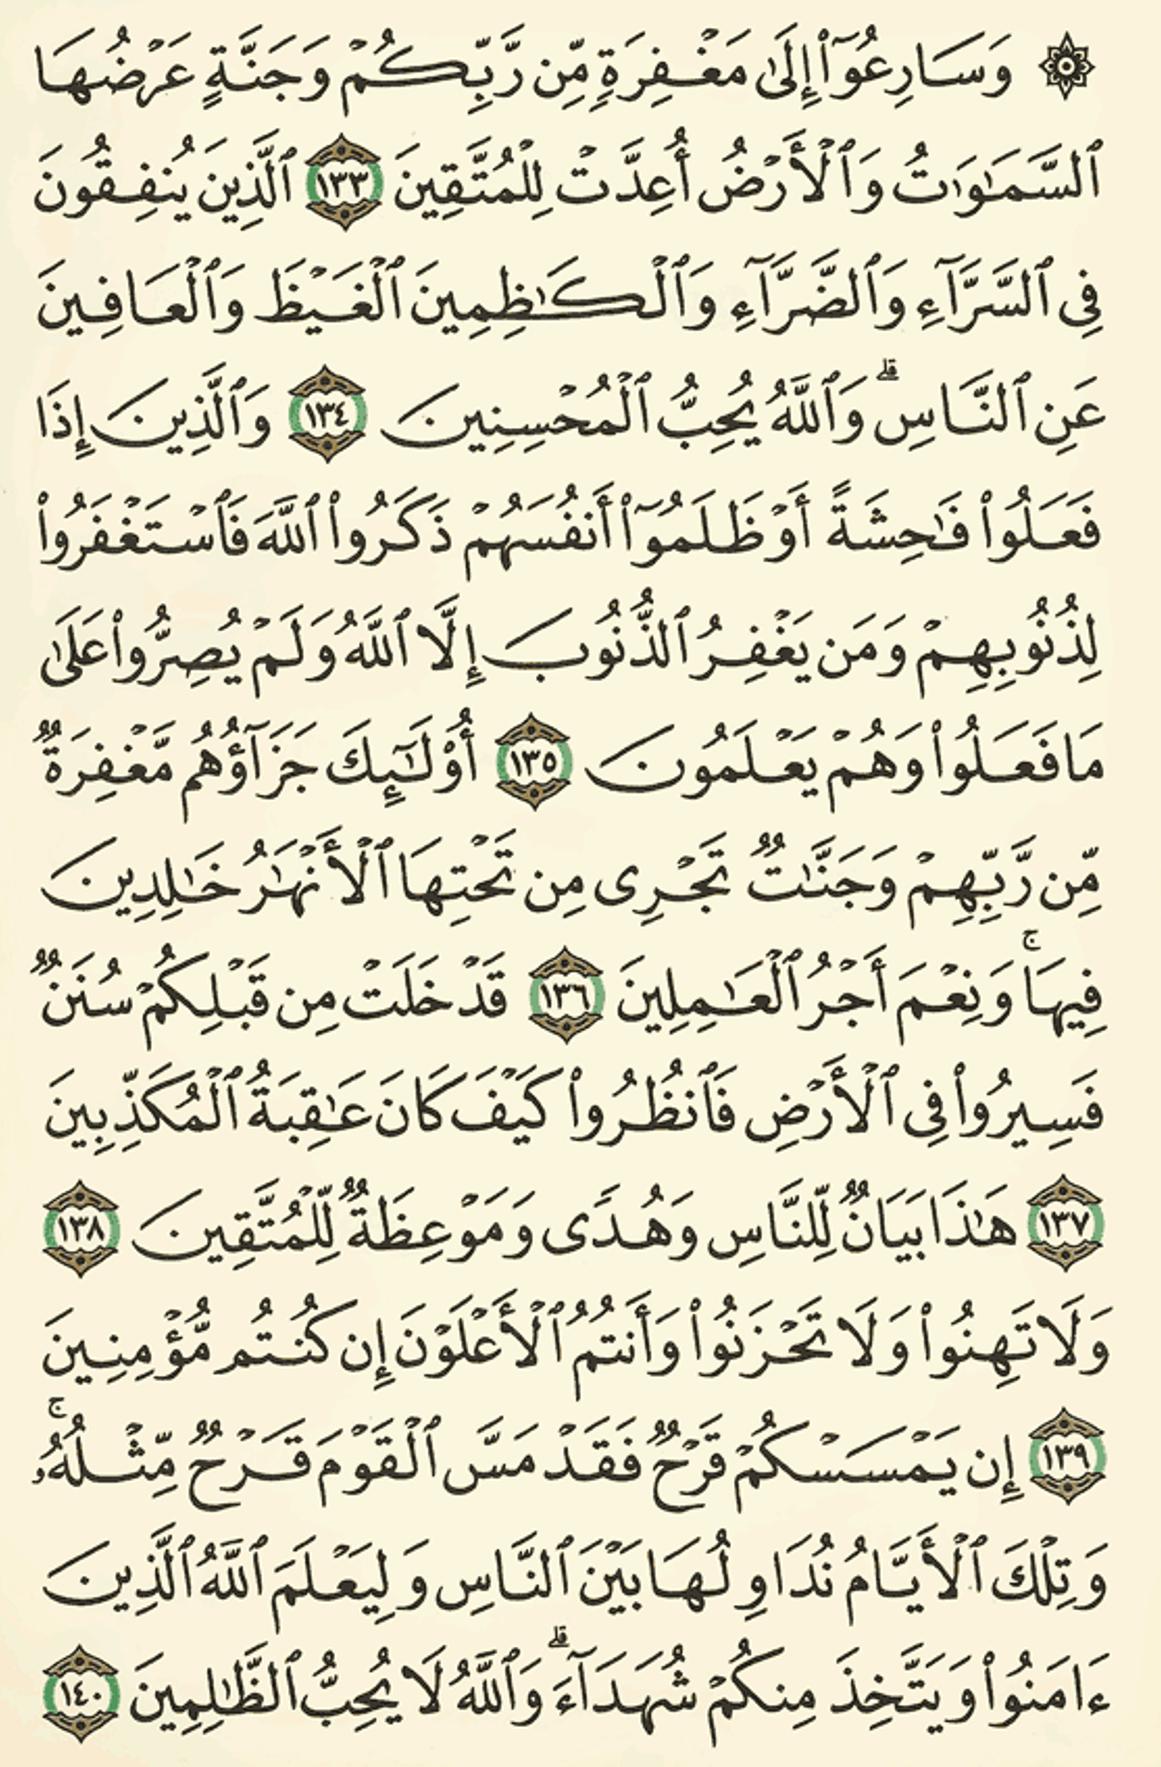 ۞ وَسَارِعُوٓا۟ إِلَىٰ مَغْفِرَةٍ مِّن رَّبِّكُمْ وَجَنَّةٍ عَرْضُهَا
ٱلسَّمَـٰوَٰتُ وَٱلْأَرْضُ أُعِدَّتْ لِلْمُتَّقِينَ ١٣٣ ٱلَّذِينَ يُنفِقُونَ
فِى ٱلسَّرَّآءِ وَٱلضَّرَّآءِ وَٱلْكَـٰظِمِينَ ٱلْغَيْظَ وَٱلْعَافِينَ
عَنِ ٱلنَّاسِ ۗ وَٱللَّهُ يُحِبُّ ٱلْمُحْسِنِينَ ١٣٤ وَٱلَّذِينَ إِذَا
فَعَلُوا۟ فَـٰحِشَةً أَوْ ظَلَمُوٓا۟ أَنفُسَهُمْ ذَكَرُوا۟ ٱللَّهَ فَٱسْتَغْفَرُوا۟
لِذُنُوبِهِمْ وَمَن يَغْفِرُ ٱلذُّنُوبَ إِلَّا ٱللَّهُ وَلَمْ يُصِرُّوا۟ عَلَىٰ
مَا فَعَلُوا۟ وَهُمْ يَعْلَمُونَ ١٣٥ أُو۟لَـٰٓئِكَ جَزَآؤُهُم مَّغْفِرَةٌ
مِّن رَّبِّهِمْ وَجَنَّـٰتٌ تَجْرِى مِن تَحْتِهَا ٱلْأَنْهَـٰرُ خَـٰلِدِينَ
فِيهَا ۚ وَنِعْمَ أَجْرُ ٱلْعَـٰمِلِينَ ١٣٦ قَدْ خَلَتْ مِن قَبْلِكُمْ سُنَنٌ
فَسِيرُوا۟ فِى ٱلْأَرْضِ فَٱنظُرُوا۟ كَيْفَ كَانَ عَـٰقِبَةُ ٱلْمُكَذِّبِينَ
١٣٧ هَـٰذَا بَيَانٌ لِّلنَّاسِ وَهُدًى وَمَوْعِظَةٌ لِّلْمُتَّقِينَ ١٣٨
وَلَا تَهِنُوا۟ وَلَا تَحْزَنُوا۟ وَأَنتُمُ ٱلْأَعْلَوْنَ إِن كُنتُم مُّؤْمِنِينَ
١٣٩ إِن يَمْسَسْكُمْ قَرْحٌ فَقَدْ مَسَّ ٱلْقَوْمَ قَرْحٌ مِّثْلُهُۥ ۚ
وَتِلْكَ ٱلْأَيَّامُ نُدَاوِلُهَا بَيْنَ ٱلنَّاسِ وَلِيَعْلَمَ ٱللَّهُ ٱلَّذِينَ
ءَامَنُوا۟ وَيَتَّخِذَ مِنكُمْ شُهَدَآءَ ۗ وَٱللَّهُ لَا يُحِبُّ ٱلظَّـٰلِمِينَ ١٤٠